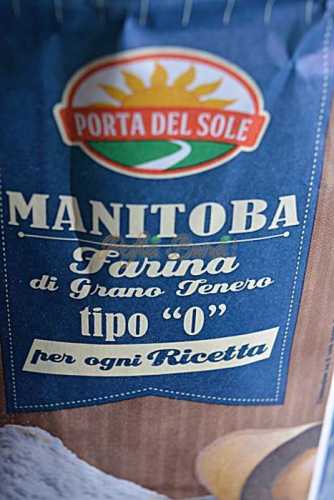 PORTA DEL SOLE
MANITOBA
Farina
di Grano Tenero
tipo "0"
per ogni Ricetta